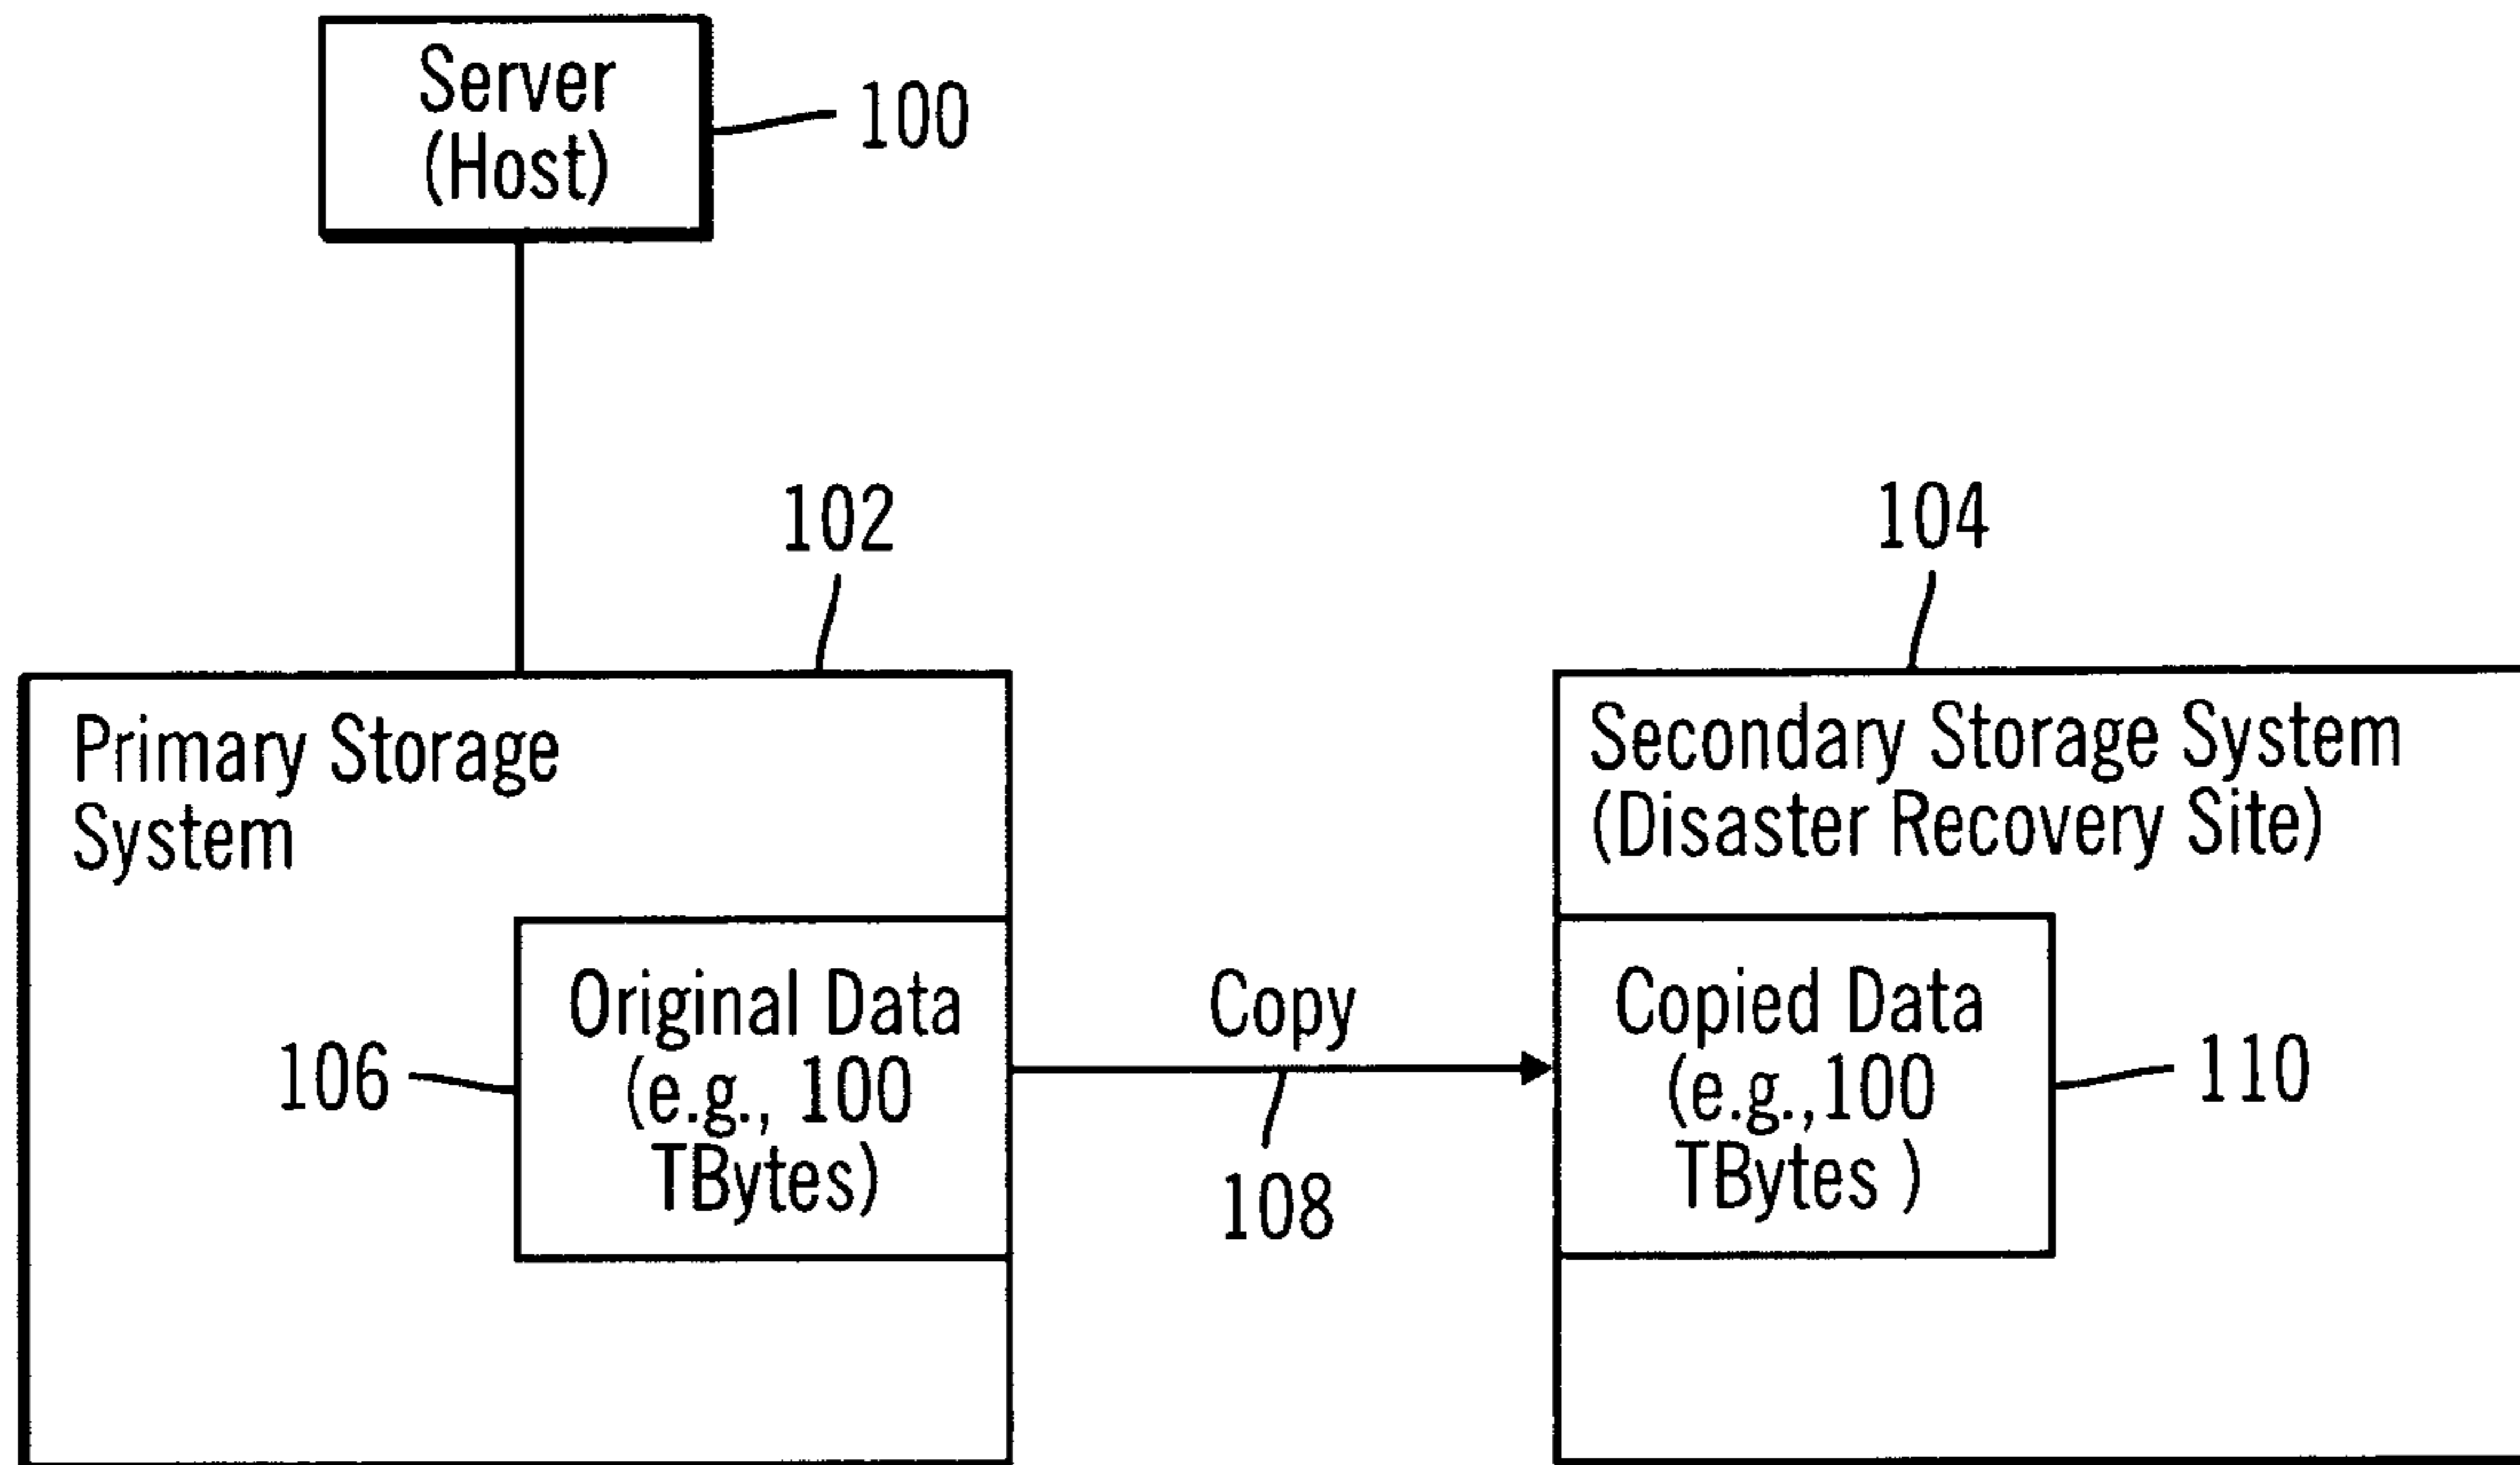 Server
(Host)
100
102
104
Primary Storage
System
Secondary Storage System
(Disaster Recovery Site)
Original Data
(e.g., 100
TBytes)
106
Copy
108
Copied Data
(e.g.,100
TBytes )
110